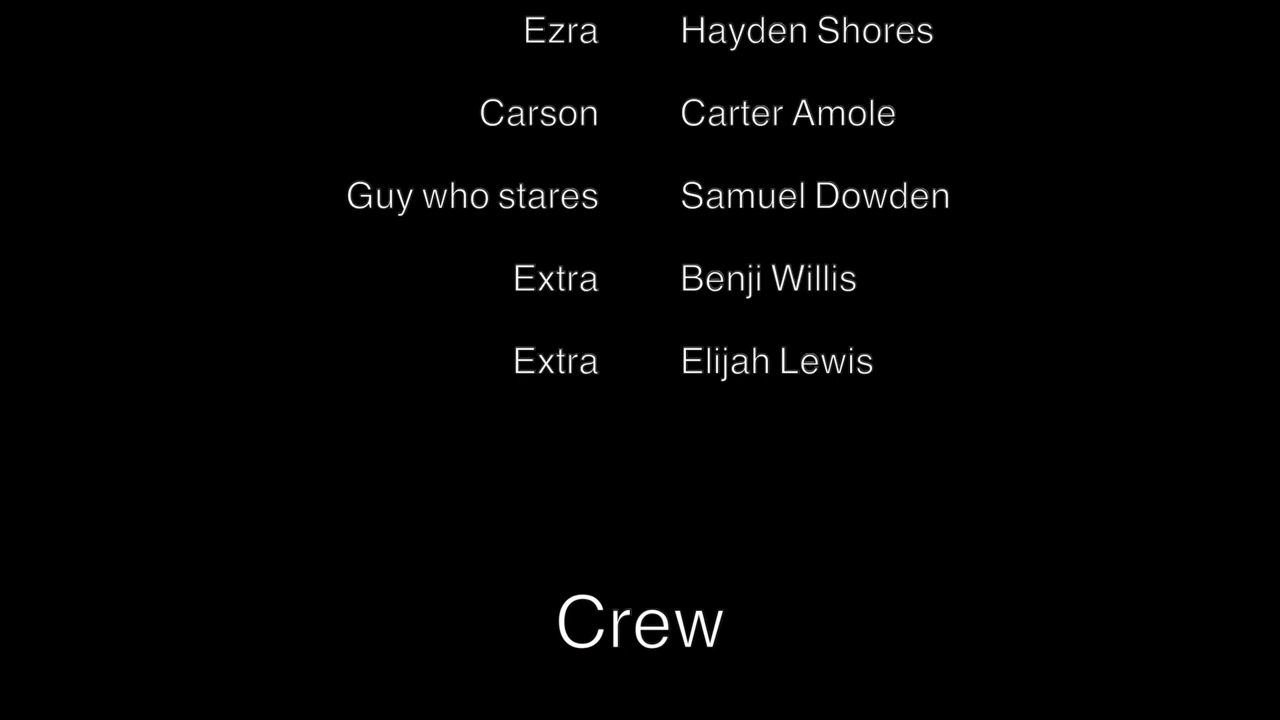 Ezra Hayden Shores
Carson Carter Amole
Guy who stares Samuel Dowden
Extra Benji Willis
Extra Elijah Lewis
Crew